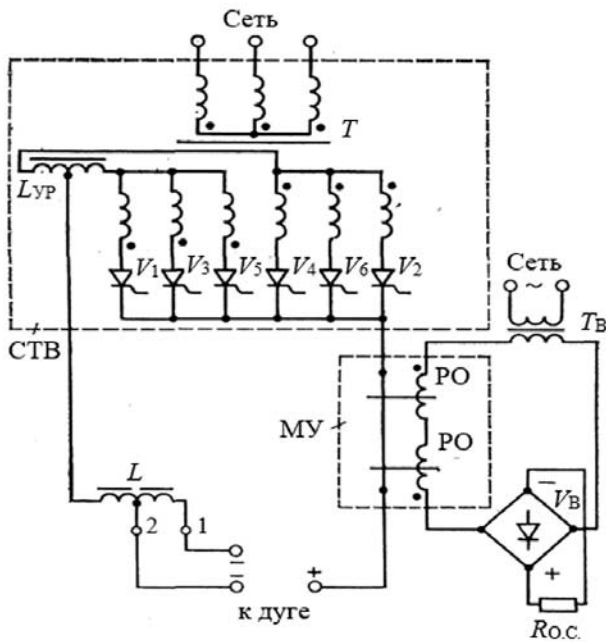 Сеть
T
LУР
V1 V3 V5 V4 V6 V2
Сеть
~
TВ
СТВ
РО
МУ
РО
L
2 1
− VВ
−
− +
+
к дуге
RО.С.